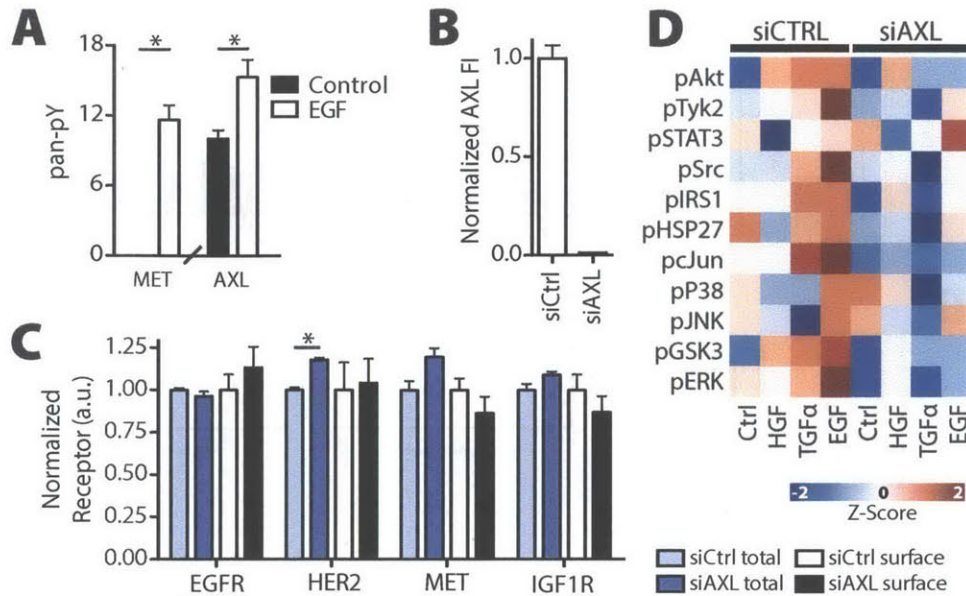 A
pan-pY
18
12
6
0
*
*
MET
AXL
Control
EGF
B
Normalized AXL FI
1.0
0.5
0.0
siCtrl
siAXL
C
Normalized
Receptor (a.u.)
1.25
1.00
0.75
0.50
0.25
0.00
*
EGFR
HER2
MET
IGF1R
D
siCTRL
siAXL
pAkt
pTyk2
pSTAT3
pSrc
pIRS1
pHSP27
pcJun
pP38
pJNK
pGSK3
pERK
Ctrl
HGF
TGFα
EGF
Ctrl
HGF
TGFα
EGF
-2
0
2
Z-Score
siCtrl total
siCtrl surface
siAXL total
siAXL surface